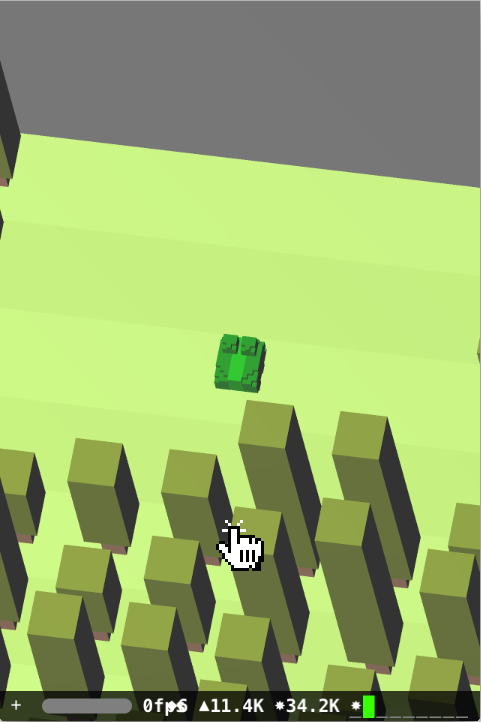 + 0fpS ▲11.4K ✷34.2K ✷